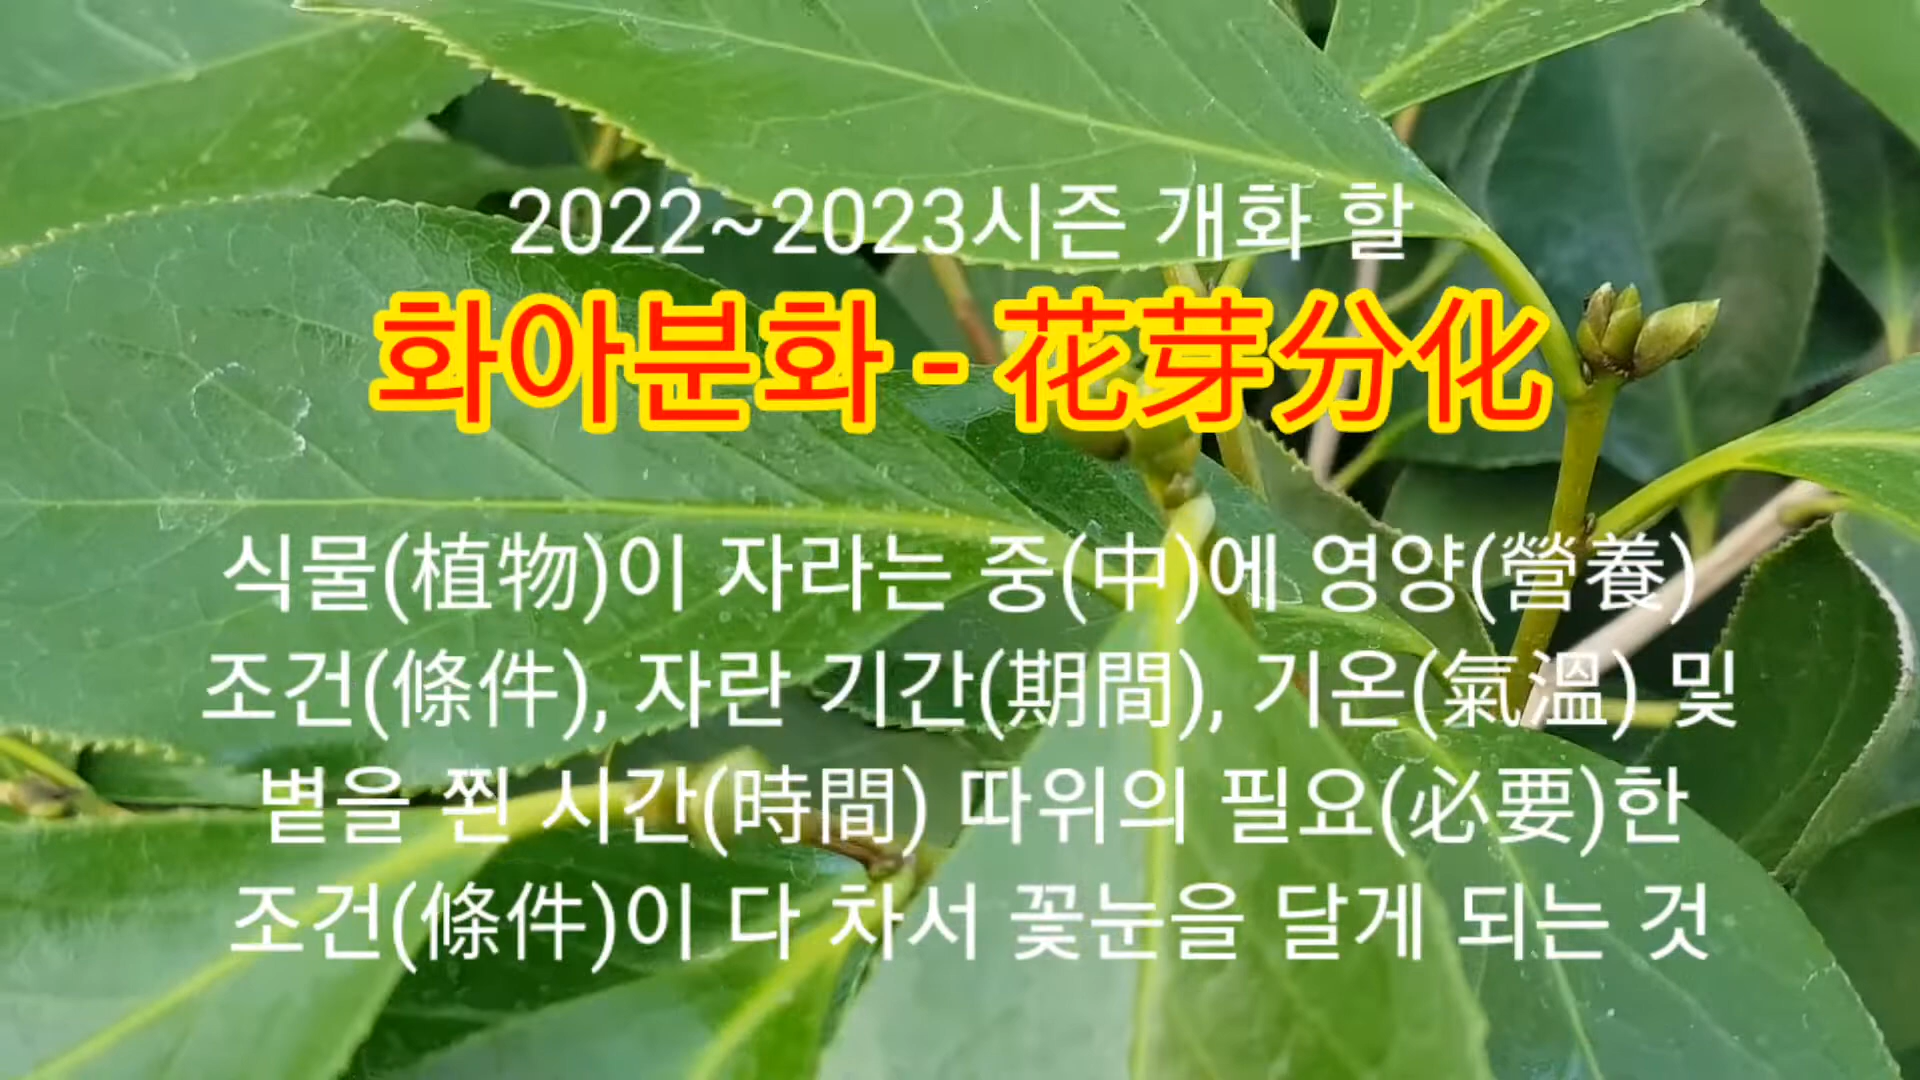 2022~2023시즌 개화 할
화아분화 - 花芽分化
식물(植物)이 자라는 중(中)에 영양(營養)
조건(條件), 자란 기간(期間), 기온(氣溫) 및
볕을 쬔 시간(時間) 따위의 필요(必要)한
조건(條件)이 다 차서 꽃눈을 달게 되는 것